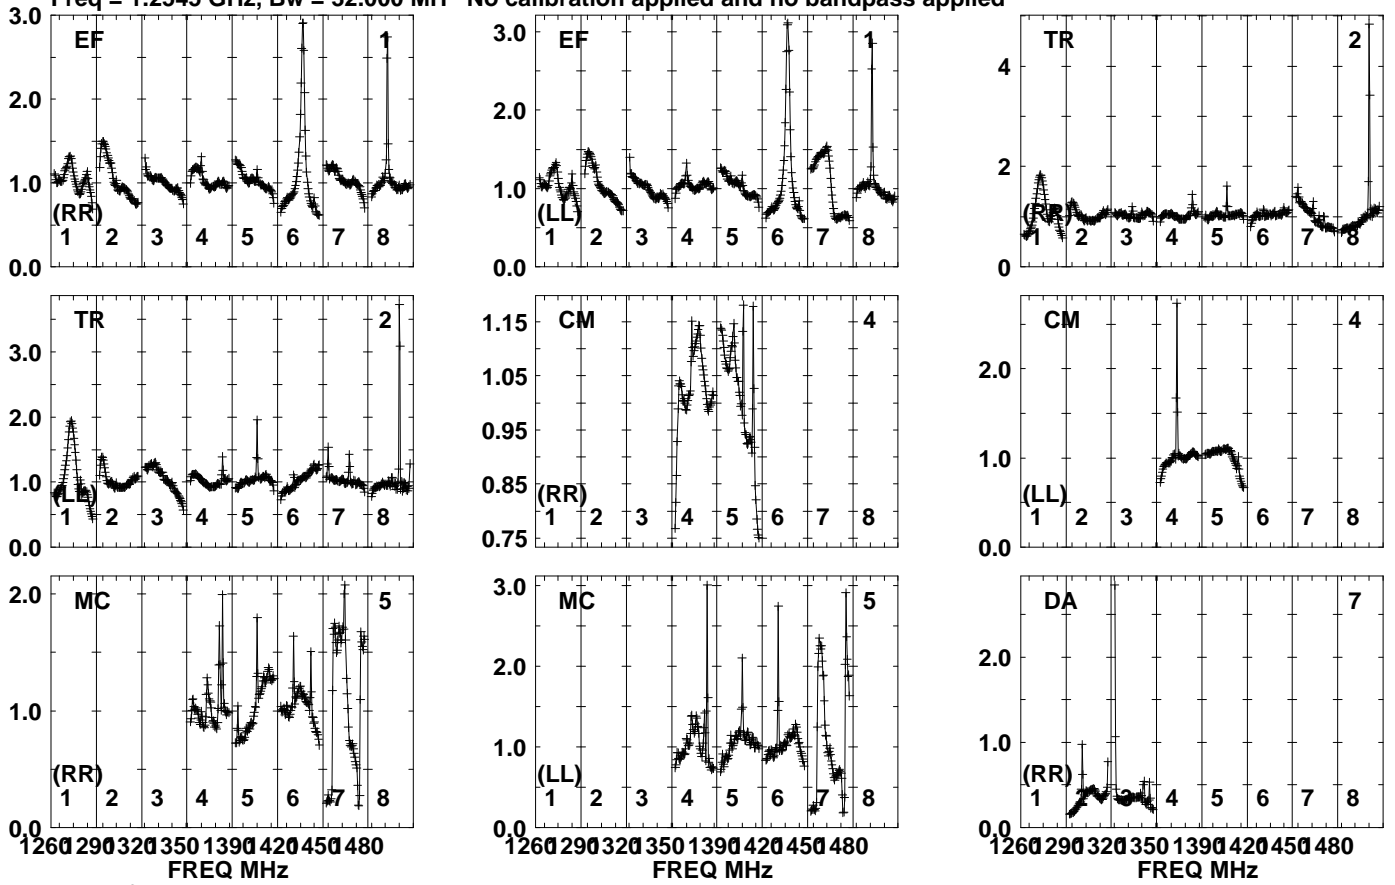 Freq = 1.2545 GHz, Bw = 32.000 MH No calibration applied and no bandpass applied
3.0 2.0 1.0 0.0
EF 1
(RR)
1 2 3 4 5 6 7 8
3.0 2.0 1.0 0.0
EF 1
(LL)
1 2 3 4 5 6 7 8
4 2 0
TR 2
(RR)
1 2 3 4 5 6 7 8
3.0 2.0 1.0 0.0
TR 2
(LL)
1 2 3 4 5 6 7 8
1.15 1.05 0.95 0.85 0.75
CM 4
(RR)
1 2 3 4 5 6 7 8
2.0 1.0 0.0
CM 4
(LL)
1 2 3 4 5 6 7 8
2.0 1.0 0.0
MC 5
(RR)
1 2 3 4 5 6 7 8
1260 1290 1320 1350 1390 1420 1450 1480
FREQ MHz
3.0 2.0 1.0 0.0
MC 5
(LL)
1 2 3 4 5 6 7 8
1260 1290 1320 1350 1390 1420 1450 1480
FREQ MHz
2.0 1.0 0.0
DA 7
(RR)
1 2 3 4 5 6 7 8
1260 1290 1320 1350 1390 1420 1450 1480
FREQ MHz